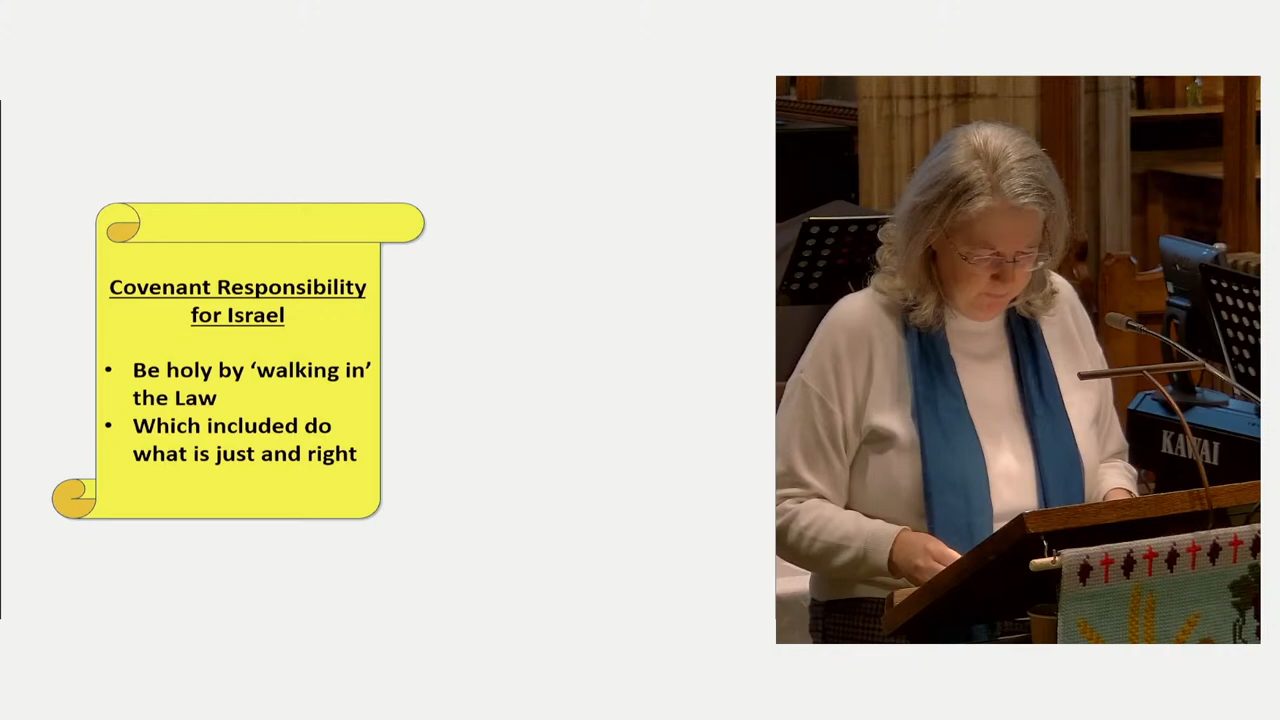 Covenant Responsibility
for Israel
• Be holy by ‘walking in’
the Law
• Which included do
what is just and right
KAWAI